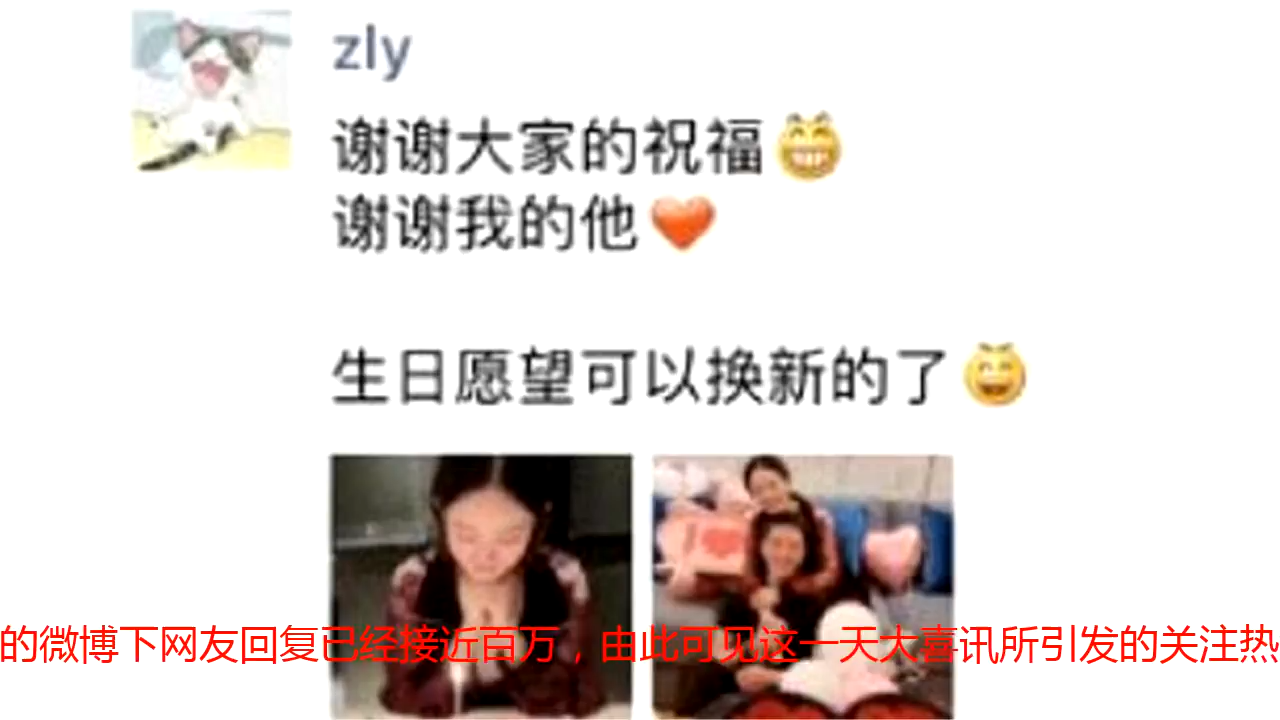 zly
谢谢大家的祝福😁
谢谢我的他❤️
生日愿望可以换新的了😆
的微博下网友回复已经接近百万，由此可见这一天大喜讯所引发的关注热